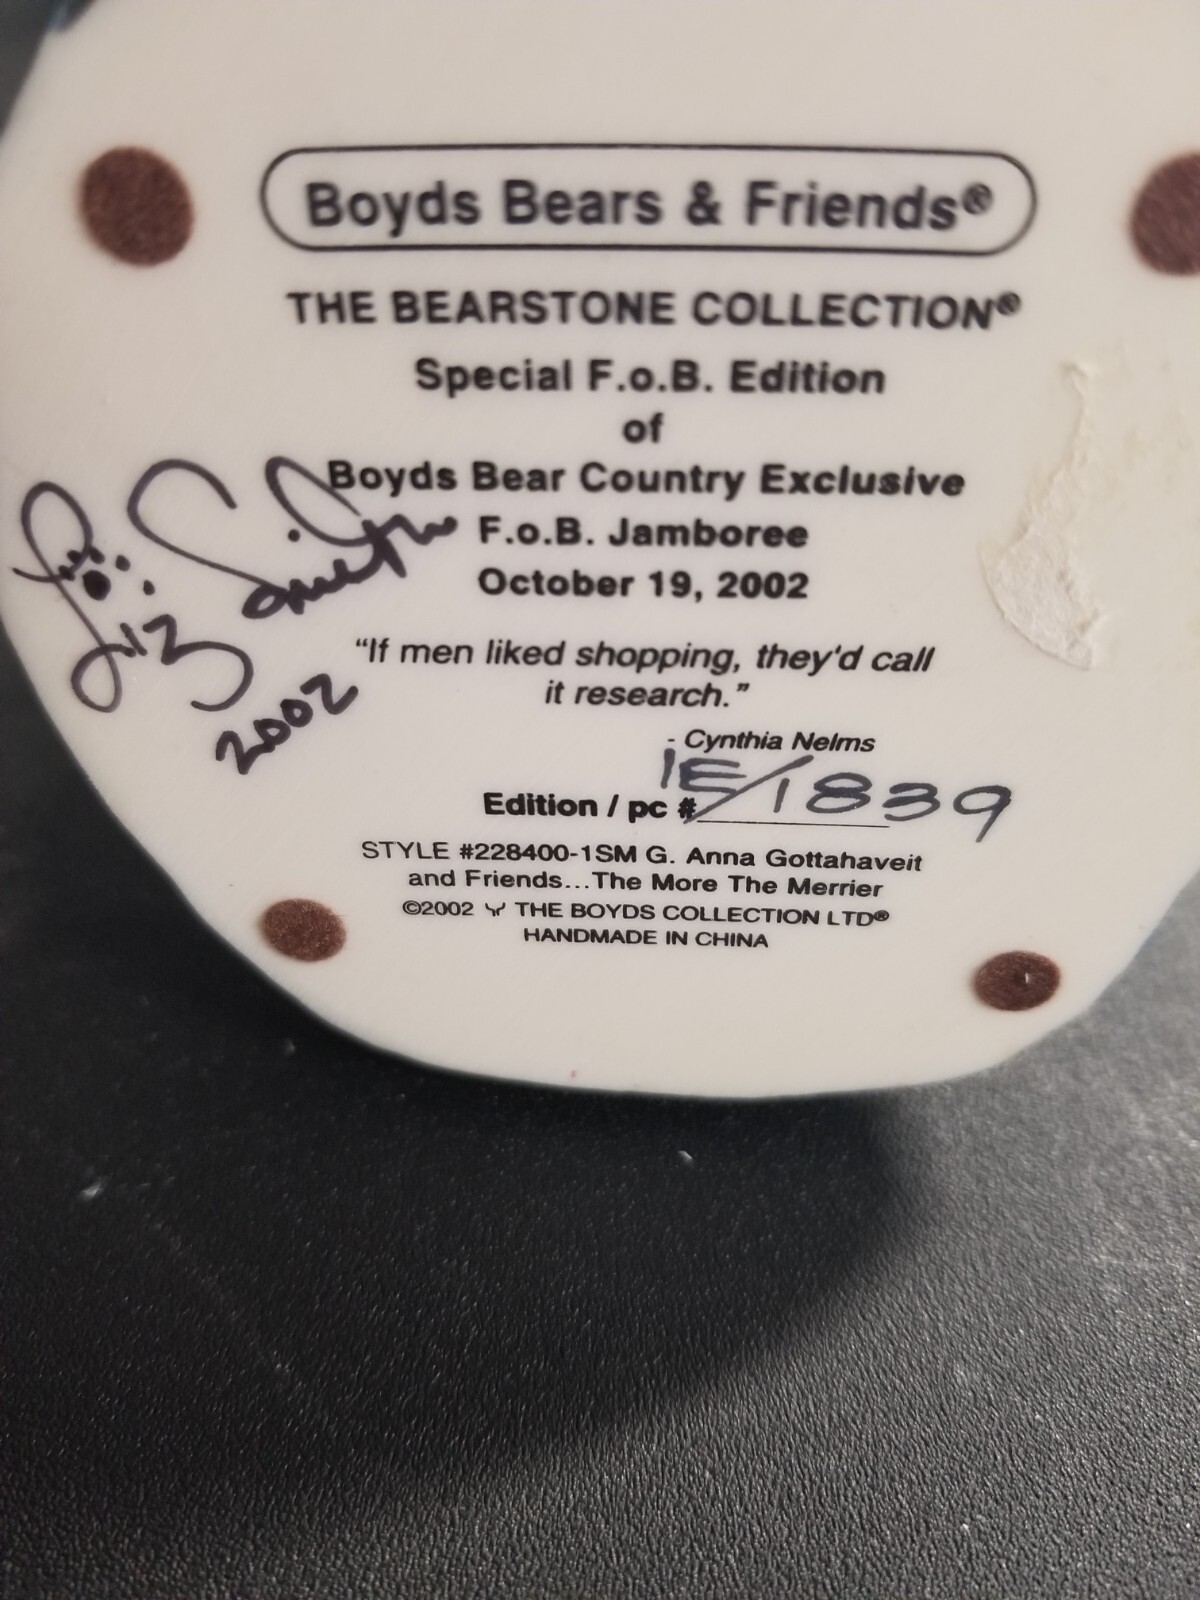 Boyds Bears & Friends®
THE BEARSTONE COLLECTION®
Special F.o.B. Edition
of
Boyds Bear Country Exclusive
F.o.B. Jamboree
October 19, 2002
Liz Smith
2002
"If men liked shopping, they'd call
it research."
- Cynthia Nelms
Edition / pc # 1E/1839
STYLE #228400-1SM G. Anna Gottahaveit
and Friends...The More The Merrier
©2002 THE BOYDS COLLECTION LTD®
HANDMADE IN CHINA